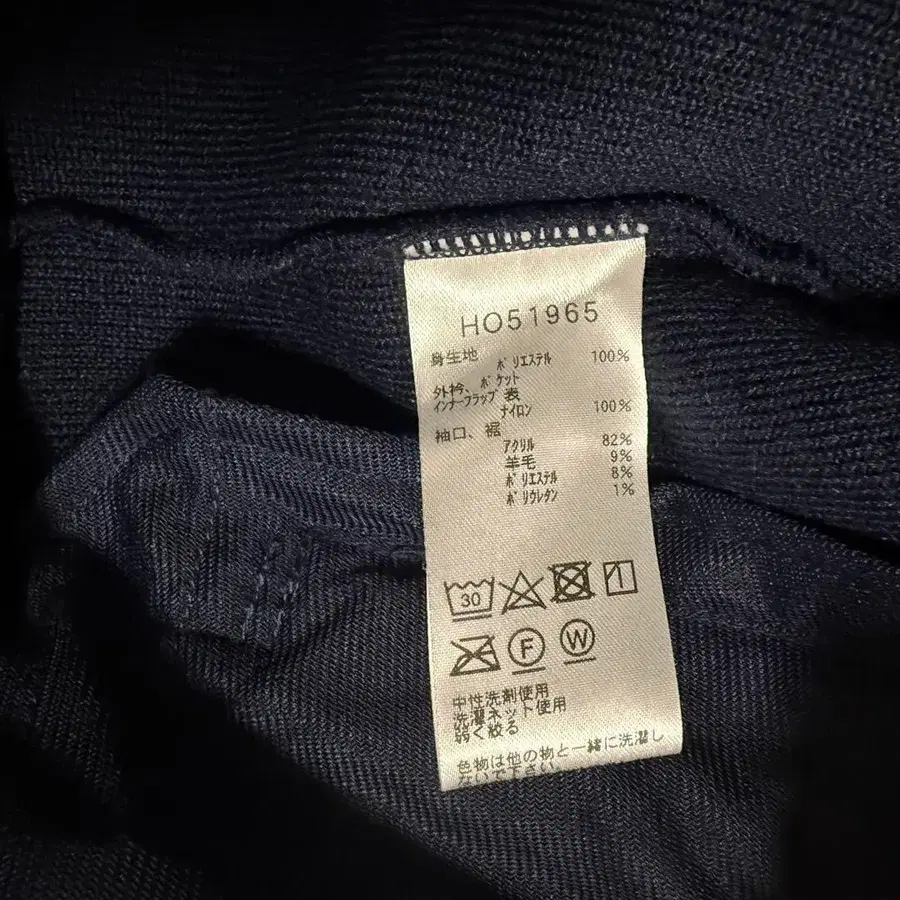 HO51965
身生地 ポリエステル 100%
外衿、ポケット
インナーフラップ 表
ナイロン 100%
袖口、裾
アクリル 82%
羊毛 9%
ポリエステル 8%
ポリウレタン 1%
30
F W
中性洗剤使用
洗濯ネット使用
弱く絞る
色物は他の物と一緒に洗濯し
ないで下さい